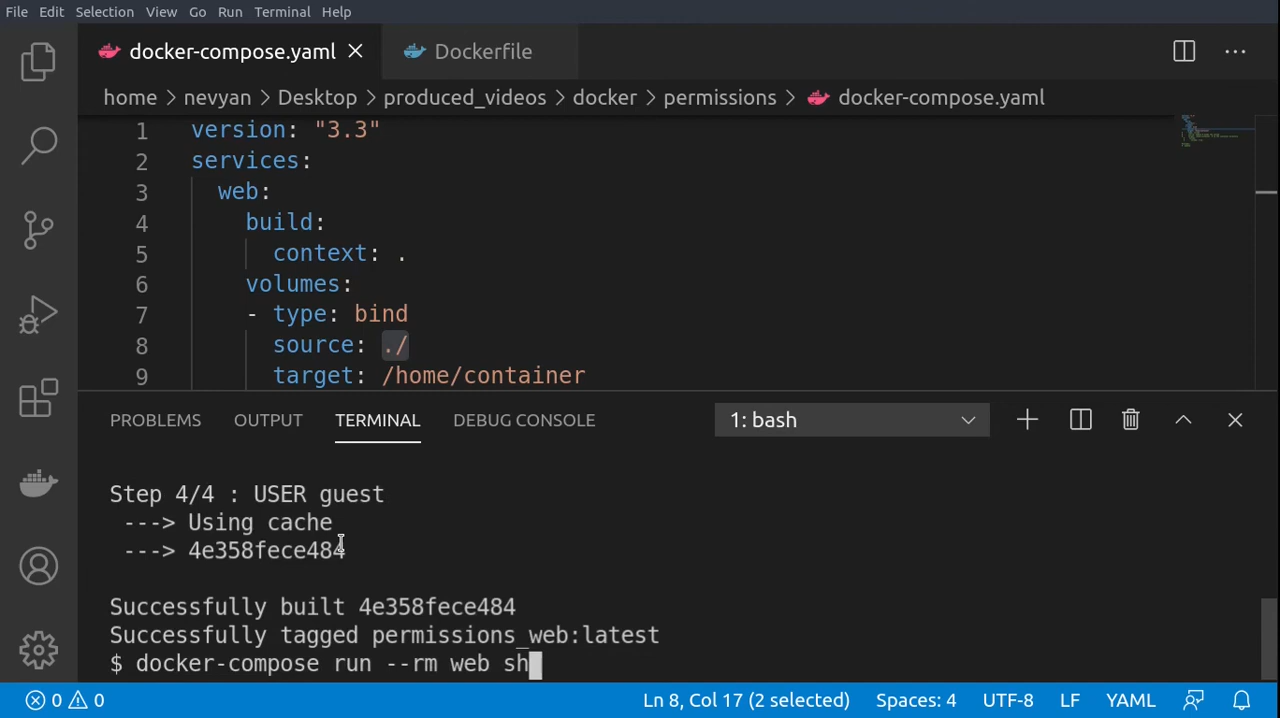 File Edit Selection View Go Run Terminal Help
docker-compose.yaml Dockerfile
home > nevyan > Desktop > produced_videos > docker > permissions > docker-compose.yaml
1 version: "3.3"
2 services:
3 web:
4 build:
5 context: .
6 volumes:
7 - type: bind
8 source: ./
9 target: /home/container
PROBLEMS OUTPUT TERMINAL DEBUG CONSOLE 1: bash
Step 4/4 : USER guest
---> Using cache
---> 4e358fece484
Successfully built 4e358fece484
Successfully tagged permissions_web:latest
$ docker-compose run --rm web sh
0 0 Ln 8, Col 17 (2 selected) Spaces: 4 UTF-8 LF YAML